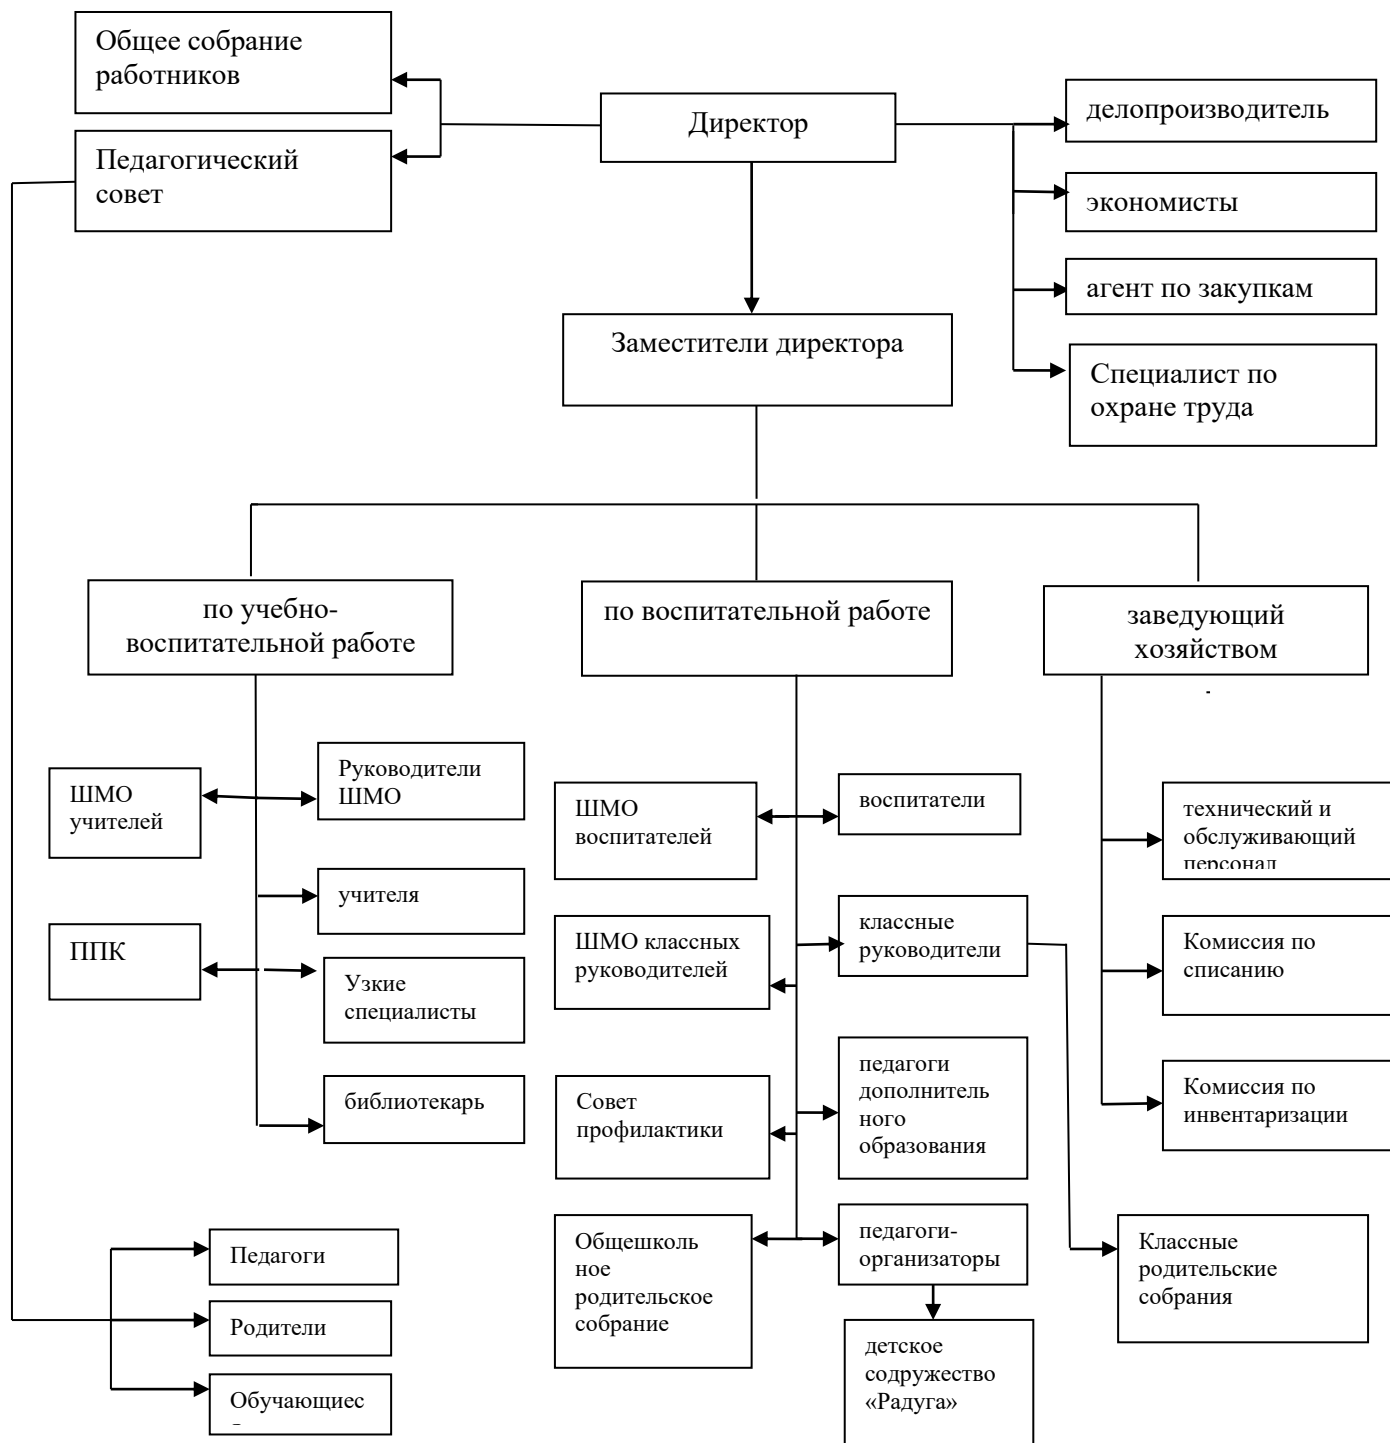 Общее собрание
работников
Педагогический
совет
Директор
делопроизводитель
экономисты
агент по закупкам
Специалист по
охране труда
Заместители директора
по учебно-
воспитательной работе
по воспитательной работе
заведующий
хозяйством
ШМО
учителей
Руководители
ШМО
учителя
ППК
Узкие
специалисты
библиотекарь
ШМО
воспитателей
воспитатели
ШМО классных
руководителей
классные
руководители
Совет
профилактики
педагоги
дополнитель
ного
образования
Общешколь
ное
родительское
собрание
педагоги-
организаторы
детское
содружество
«Радуга»
технический и
обслуживающий
персонал
Комиссия по
списанию
Комиссия по
инвентаризации
Классные
родительские
собрания
Педагоги
Родители
Обучающиес